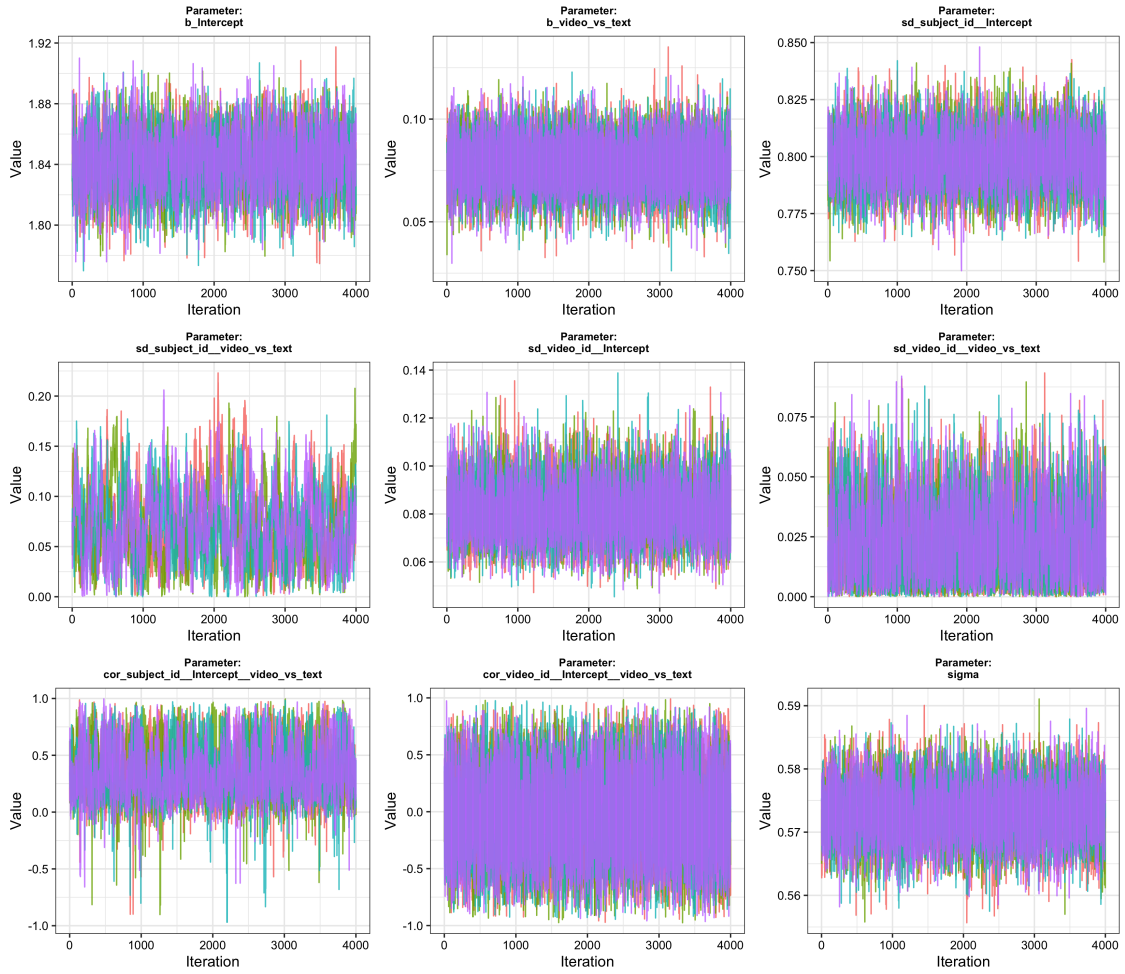 Parameter:
b_Intercept
Value
1.92
1.88
1.84
1.80
0
1000
2000
3000
4000
Iteration
Parameter:
b_video_vs_text
Value
0.10
0.05
0
1000
2000
3000
4000
Iteration
Parameter:
sd_subject_id__Intercept
Value
0.850
0.825
0.800
0.775
0.750
0
1000
2000
3000
4000
Iteration
Parameter:
sd_subject_id__video_vs_text
Value
0.20
0.15
0.10
0.05
0.00
0
1000
2000
3000
4000
Iteration
Parameter:
sd_video_id__Intercept
Value
0.14
0.12
0.10
0.08
0.06
0
1000
2000
3000
4000
Iteration
Parameter:
sd_video_id__video_vs_text
Value
0.075
0.050
0.025
0.000
0
1000
2000
3000
4000
Iteration
Parameter:
cor_subject_id__Intercept__video_vs_text
Value
1.0
0.5
0.0
-0.5
-1.0
0
1000
2000
3000
4000
Iteration
Parameter:
cor_video_id__Intercept__video_vs_text
Value
1.0
0.5
0.0
-0.5
-1.0
0
1000
2000
3000
4000
Iteration
Parameter:
sigma
Value
0.59
0.58
0.57
0.56
0
1000
2000
3000
4000
Iteration